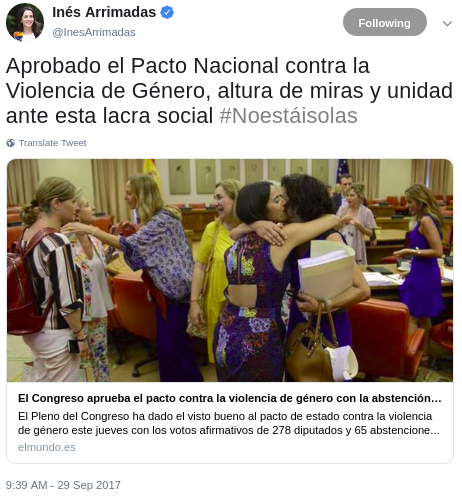 Inés Arrimadas
@InesArrimadas
Following
Aprobado el Pacto Nacional contra la
Violencia de Género, altura de miras y unidad
ante esta lacra social #Noestáisolas
Translate Tweet
El Congreso aprueba el pacto contra la violencia de género con la abstención…
El Pleno del Congreso ha dado el visto bueno al pacto de estado contra la violencia
de género este jueves con los votos afirmativos de 278 diputados y 65 abstencione...
elmundo.es
9:39 AM - 29 Sep 2017